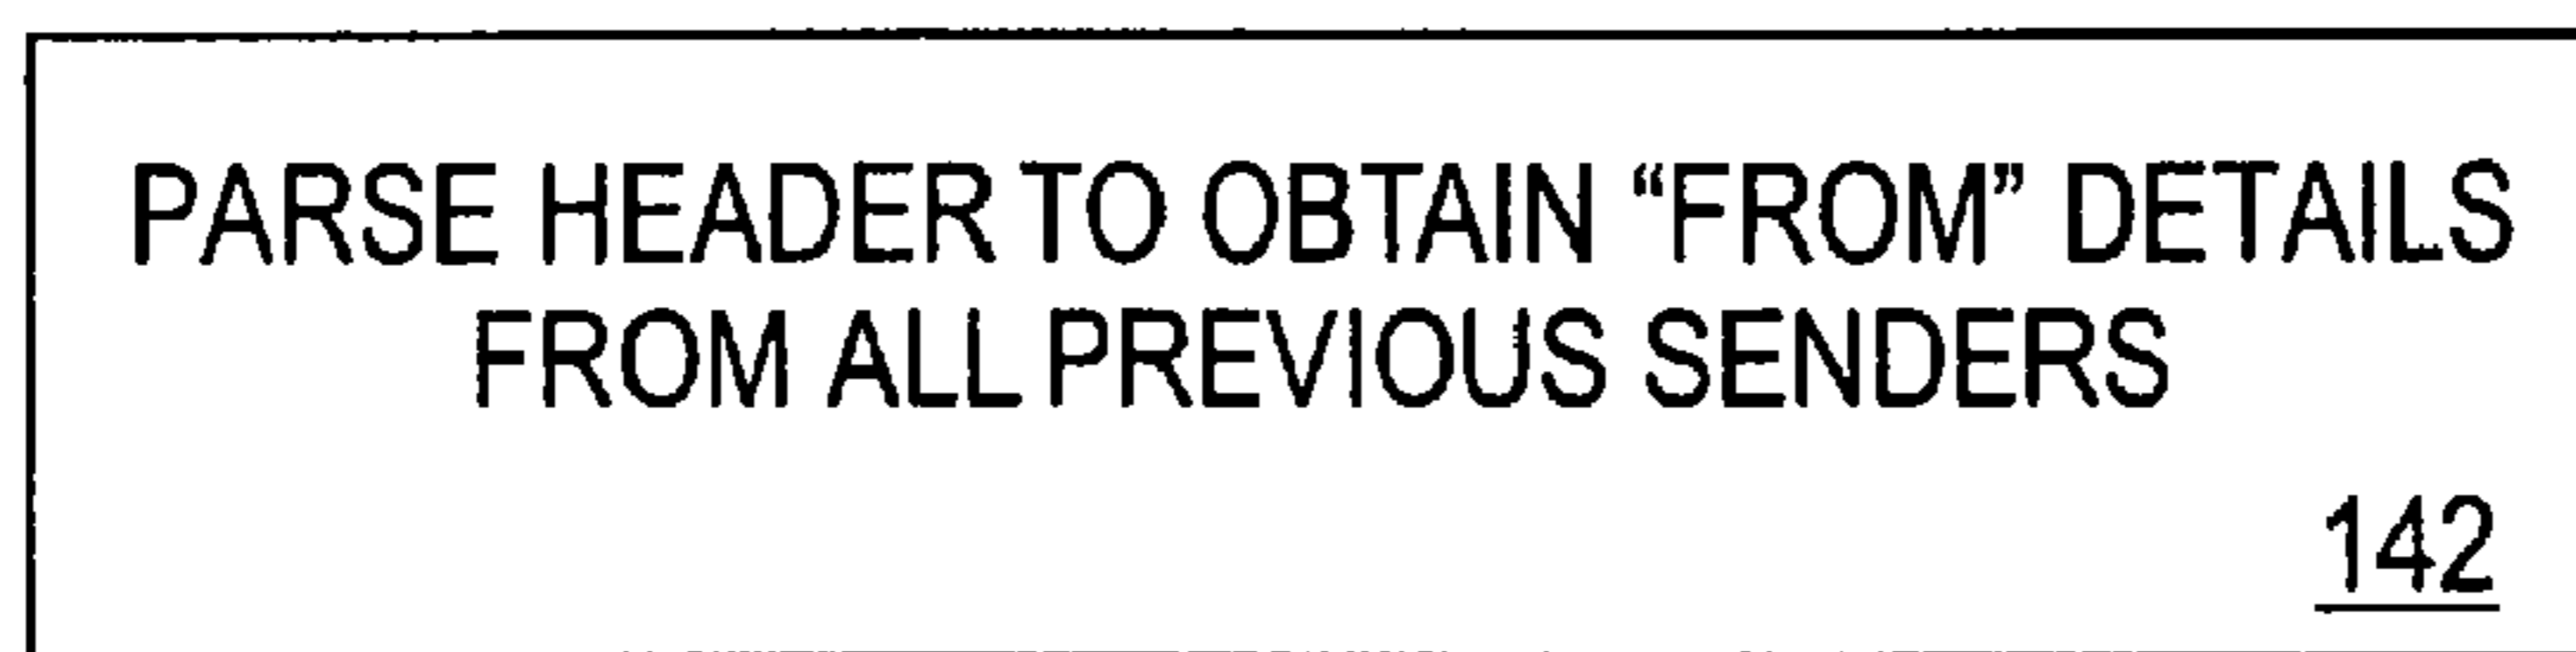 PARSE HEADER TO OBTAIN “FROM” DETAILS
FROM ALL PREVIOUS SENDERS
142